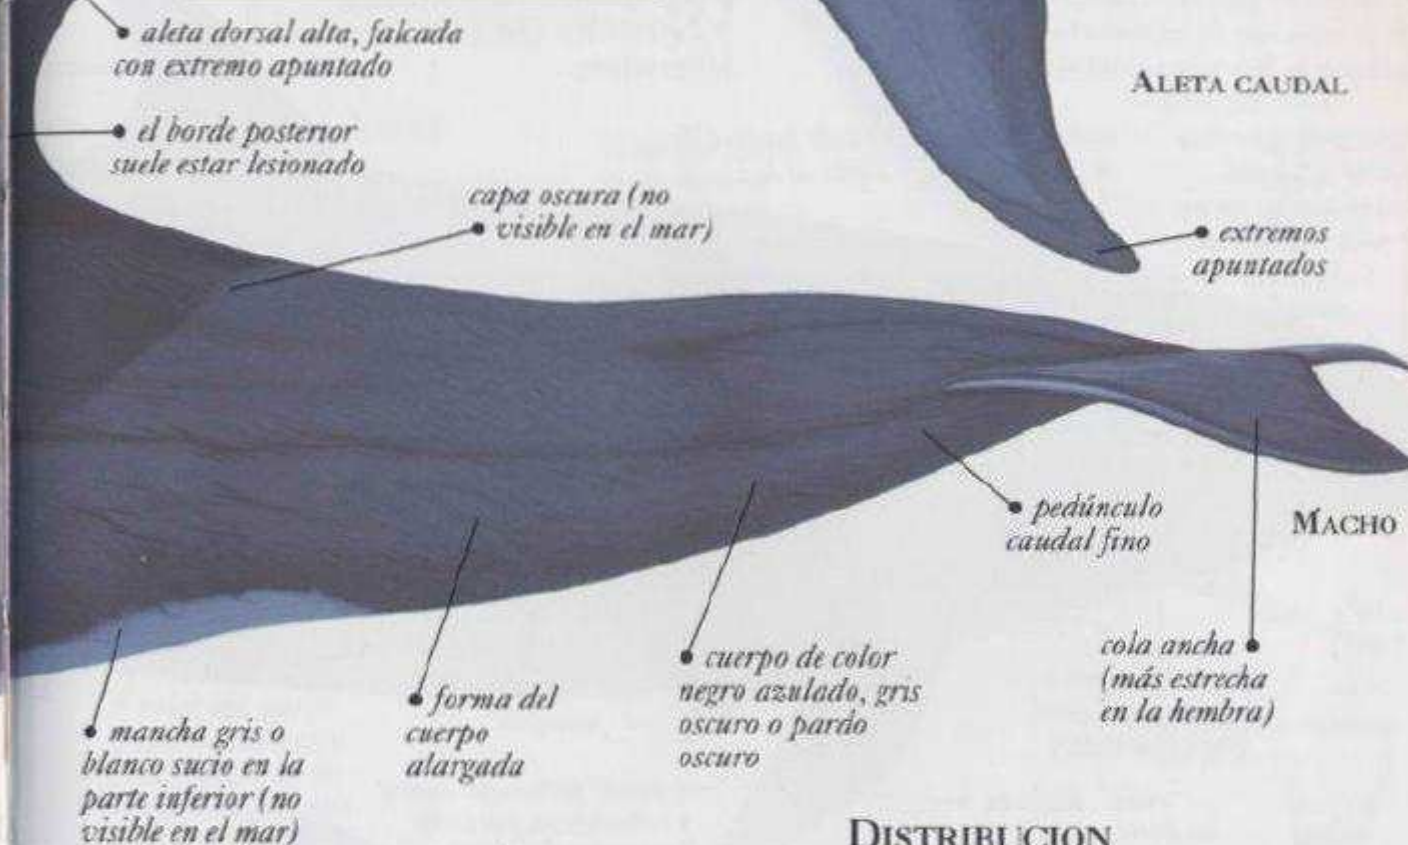 aleta dorsal alta, falcada
con extremo apuntado
ALETA CAUDAL
el borde posterior
suele estar lesionado
capa oscura (no
visible en el mar)
extremos
apuntados
pedúnculo
caudal fino
MACHO
cola ancha
(más estrecha
en la hembra)
cuerpo de color
negro azulado, gris
oscuro o pardo
oscuro
forma del
cuerpo
alargada
mancha gris o
blanco sucio en la
parte inferior (no
visible en el mar)
DISTRIBUCION